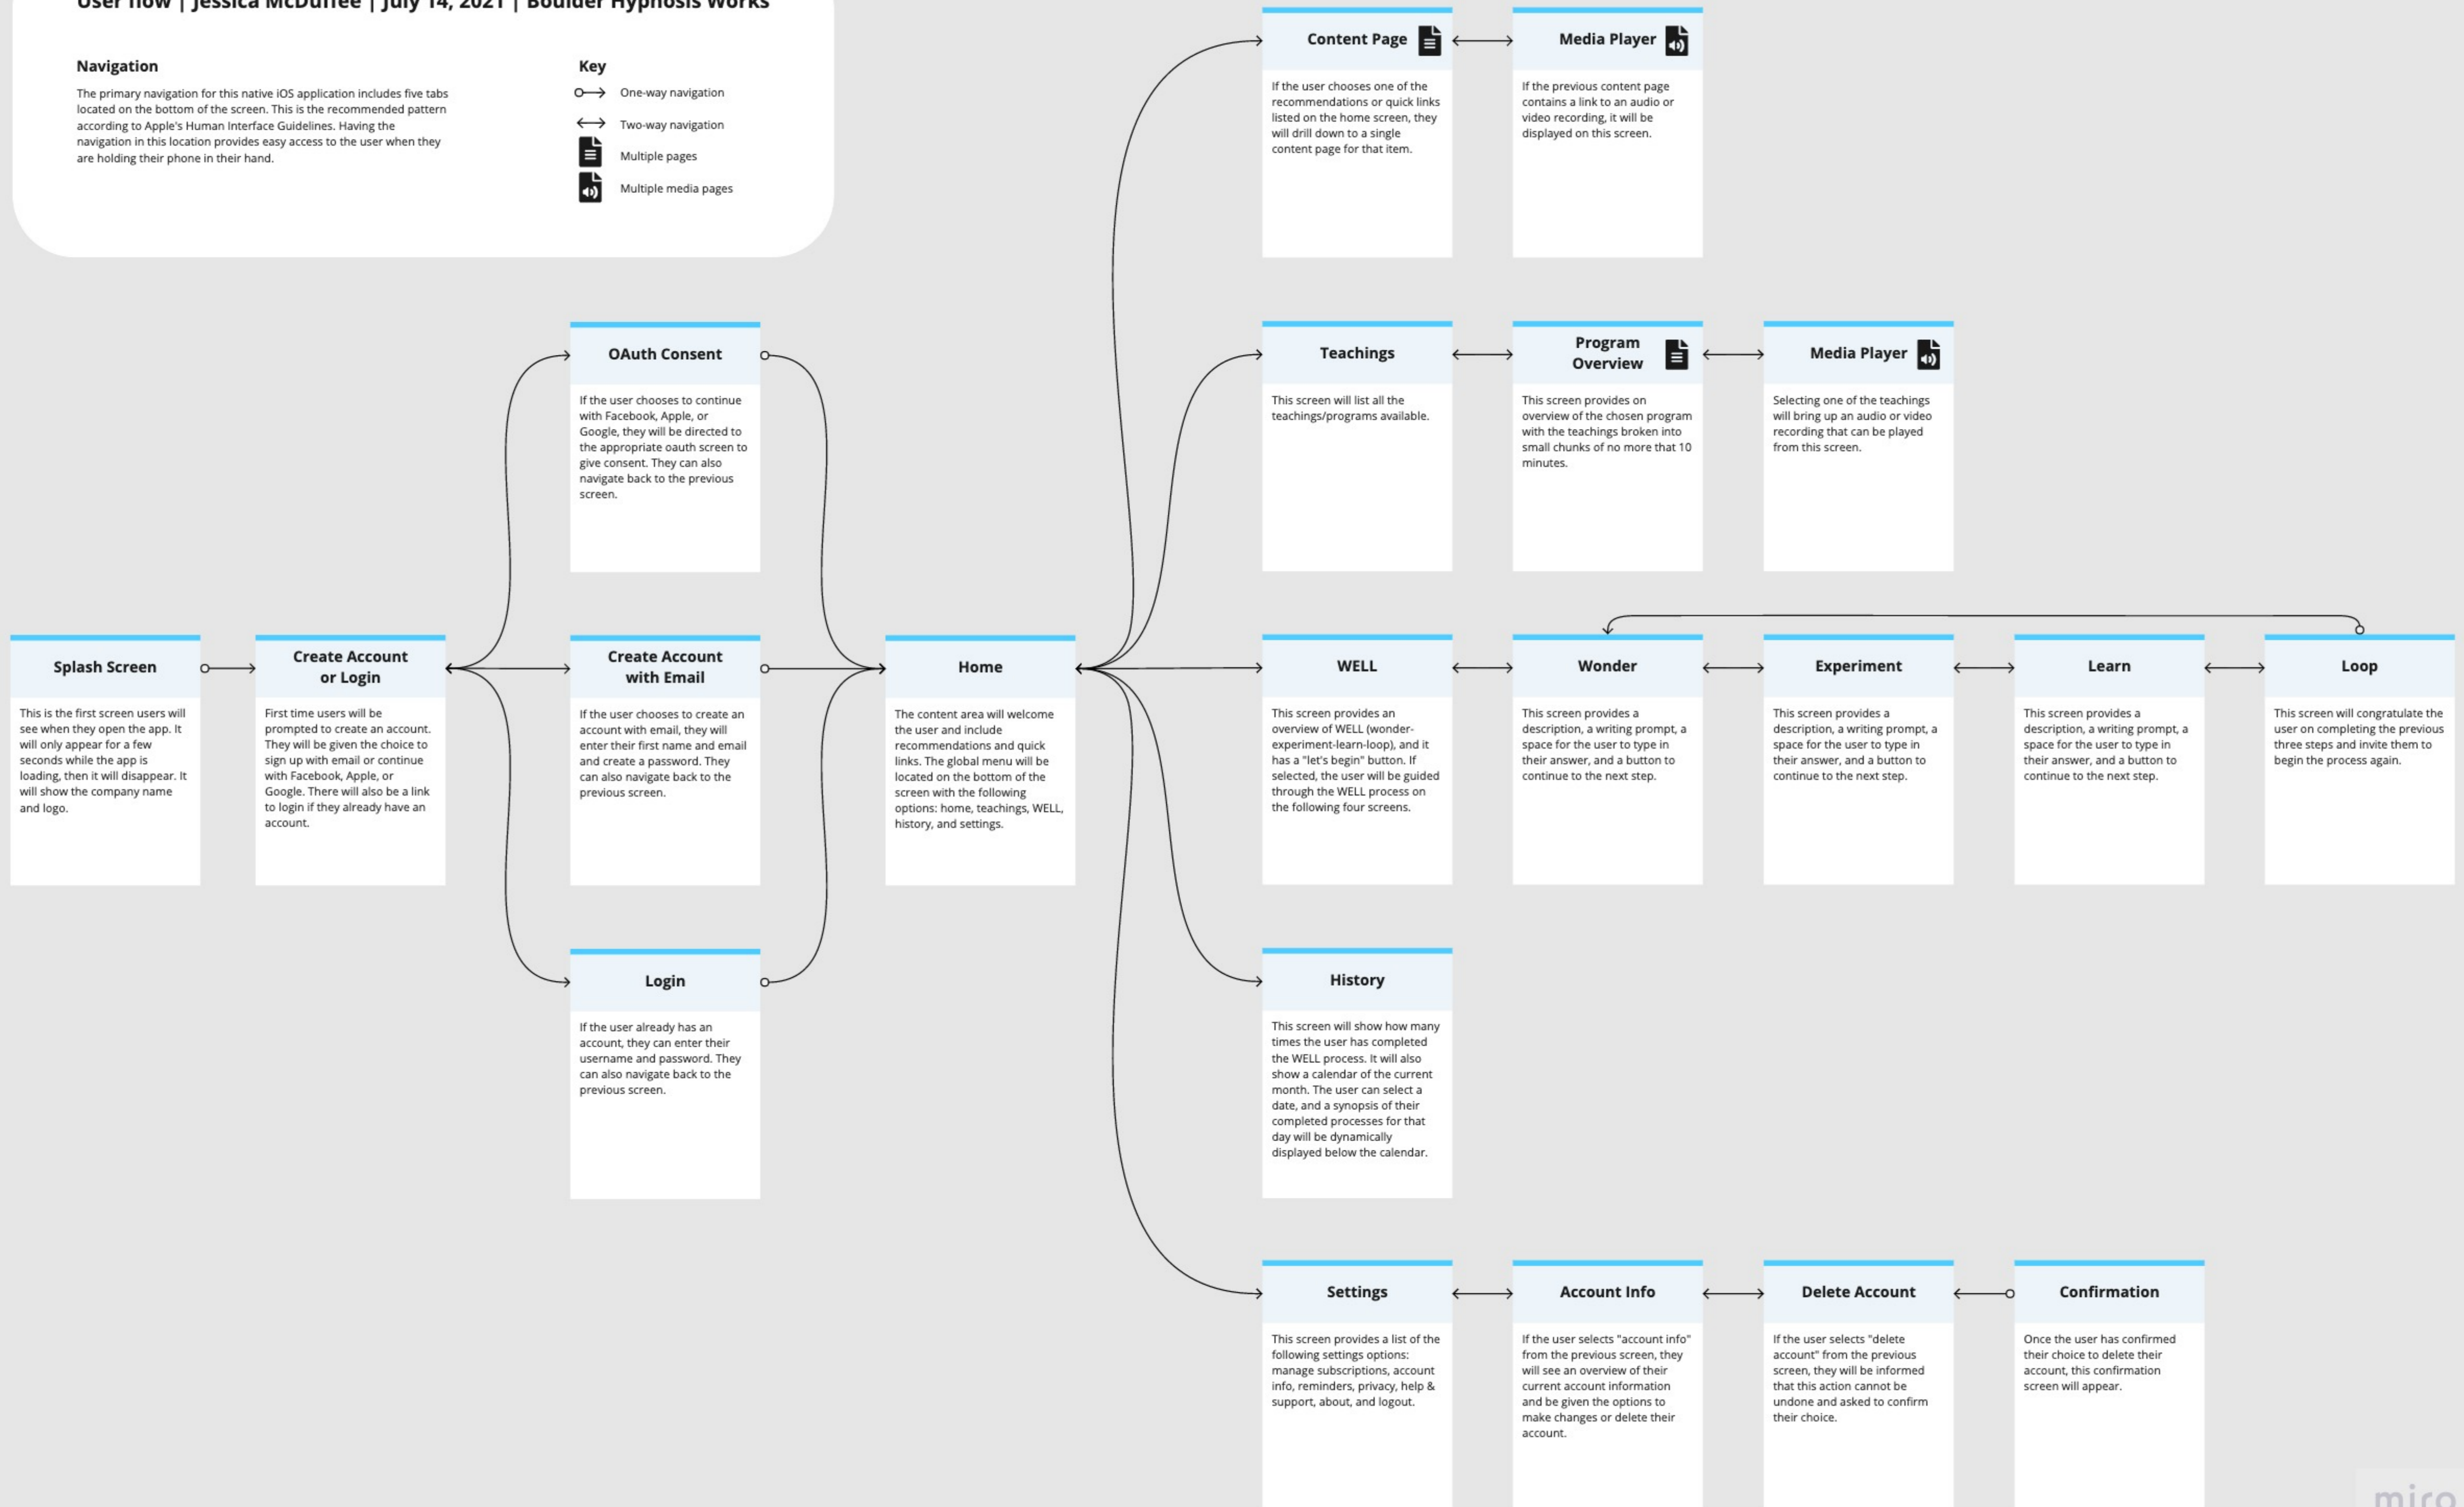 User flow | Jessica McDuffee | July 14, 2021 | Boulder Hypnosis Works
Navigation
The primary navigation for this native iOS application includes five tabs
located on the bottom of the screen. This is the recommended pattern
according to Apple's Human Interface Guidelines. Having the
navigation in this location provides easy access to the user when they
are holding their phone in their hand.
Key
One-way navigation
Two-way navigation
Multiple pages
Multiple media pages
Content Page
If the user chooses one of the
recommendations or quick links
listed on the home screen, they
will drill down to a single
content page for that item.
Media Player
If the previous content page
contains a link to an audio or
video recording, it will be
displayed on this screen.
OAuth Consent
If the user chooses to continue
with Facebook, Apple, or
Google, they will be directed to
the appropriate oauth screen to
give consent. They can also
navigate back to the previous
screen.
Teachings
This screen will list all the
teachings/programs available.
Program
Overview
This screen provides on
overview of the chosen program
with the teachings broken into
small chunks of no more that 10
minutes.
Media Player
Selecting one of the teachings
will bring up an audio or video
recording that can be played
from this screen.
Splash Screen
This is the first screen users will
see when they open the app. It
will only appear for a few
seconds while the app is
loading, then it will disappear. It
will show the company name
and logo.
Create Account
or Login
First time users will be
prompted to create an account.
They will be given the choice to
sign up with email or continue
with Facebook, Apple, or
Google. There will also be a link
to login if they already have an
account.
Create Account
with Email
If the user chooses to create an
account with email, they will
enter their first name and email
and create a password. They
can also navigate back to the
previous screen.
Home
The content area will welcome
the user and include
recommendations and quick
links. The global menu will be
located on the bottom of the
screen with the following
options: home, teachings, WELL,
history, and settings.
WELL
This screen provides an
overview of WELL (wonder-
experiment-learn-loop), and it
has a "let's begin" button. If
selected, the user will be guided
through the WELL process on
the following four screens.
Wonder
This screen provides a
description, a writing prompt, a
space for the user to type in
their answer, and a button to
continue to the next step.
Experiment
This screen provides a
description, a writing prompt, a
space for the user to type in
their answer, and a button to
continue to the next step.
Learn
This screen provides a
description, a writing prompt, a
space for the user to type in
their answer, and a button to
continue to the next step.
Loop
This screen will congratulate the
user on completing the previous
three steps and invite them to
begin the process again.
Login
If the user already has an
account, they can enter their
username and password. They
can also navigate back to the
previous screen.
History
This screen will show how many
times the user has completed
the WELL process. It will also
show a calendar of the current
month. The user can select a
date, and a synopsis of their
completed processes for that
day will be dynamically
displayed below the calendar.
Settings
This screen provides a list of the
following settings options:
manage subscriptions, account
info, reminders, privacy, help &
support, about, and logout.
Account Info
If the user selects "account info"
from the previous screen, they
will see an overview of their
current account information
and be given the options to
make changes or delete their
account.
Delete Account
If the user selects "delete
account" from the previous
screen, they will be informed
that this action cannot be
undone and asked to confirm
their choice.
Confirmation
Once the user has confirmed
their choice to delete their
account, this confirmation
screen will appear.
miro